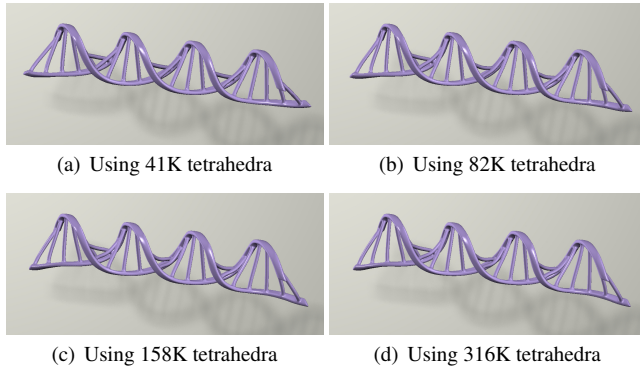 (a) Using 41K tetrahedra
(b) Using 82K tetrahedra
(c) Using 158K tetrahedra
(d) Using 316K tetrahedra